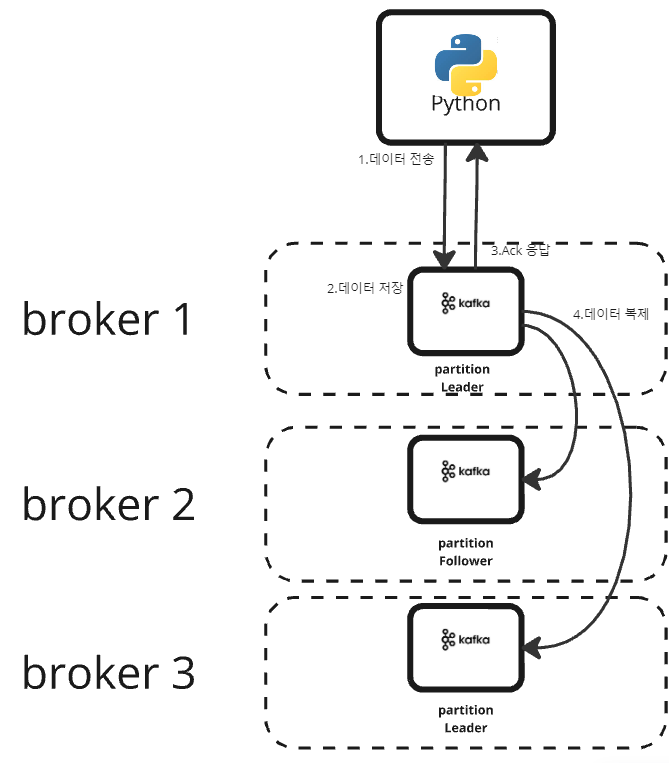 Python
1.데이터 전송
3.Ack 응답
broker 1
2.데이터 저장
kafka
4.데이터 복제
partition
Leader
broker 2
kafka
partition
Follower
broker 3
kafka
partition
Leader